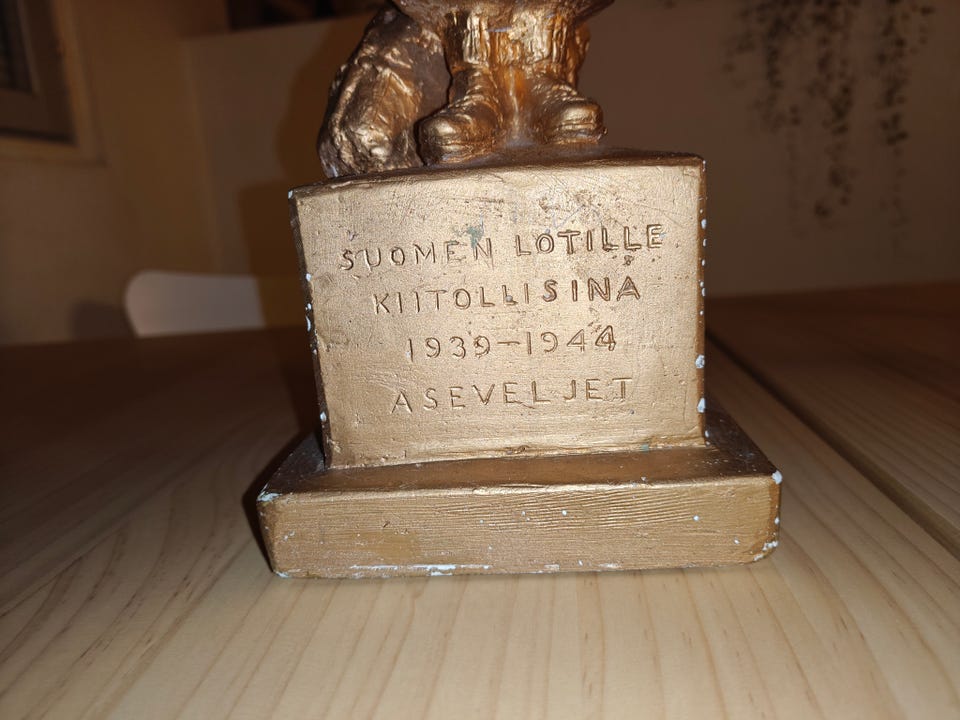 SUOMEN LOTILLE
KIITOLLISINA
1939-1944
ASEVELJET